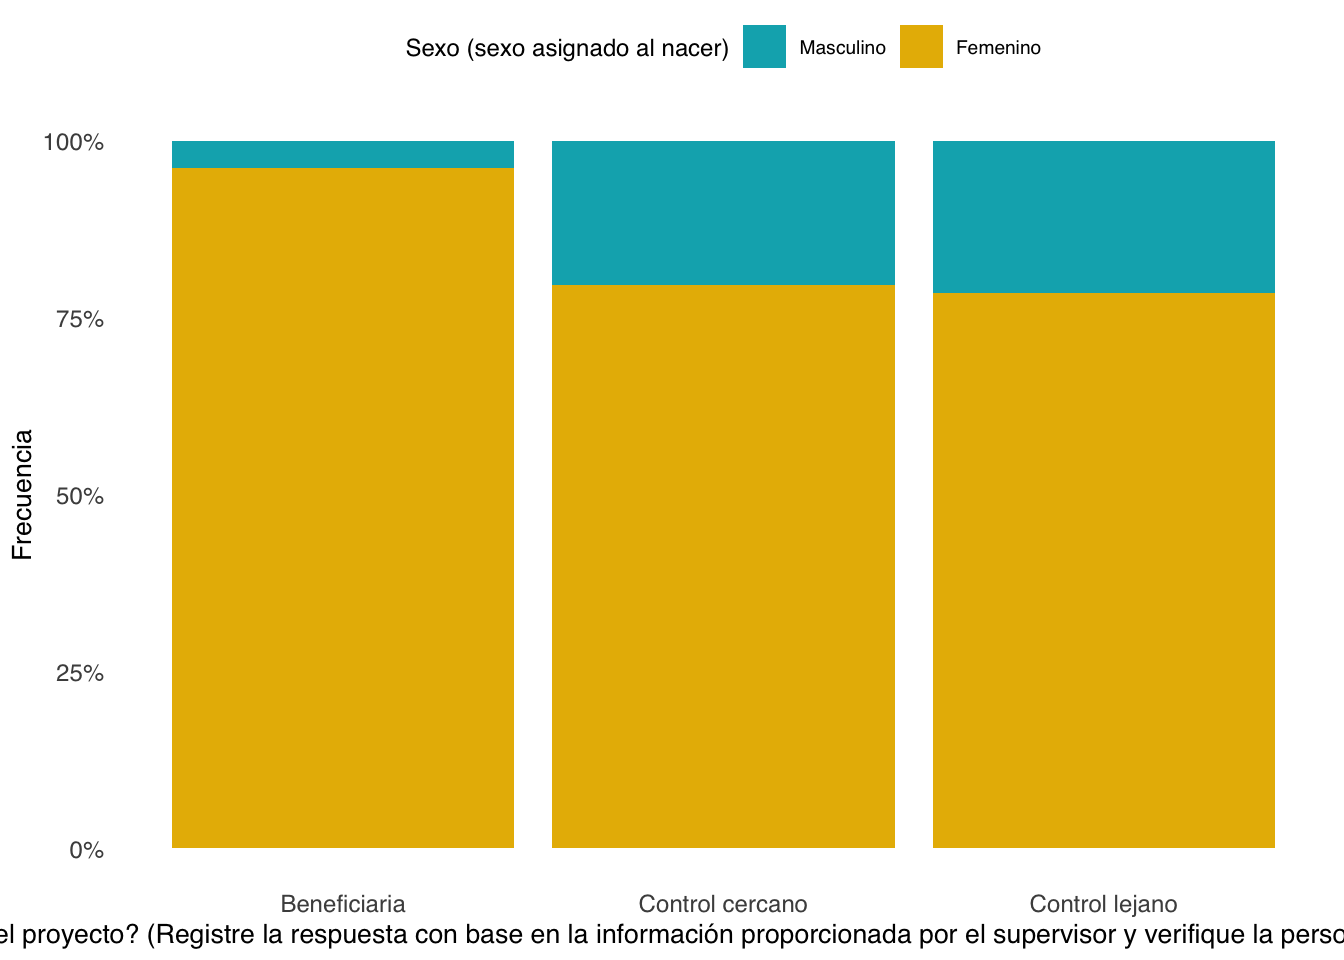 Sexo (sexo asignado al nacer) Masculino Femenino
100%
75%
50%
25%
0%
Frecuencia
Beneficiaria Control cercano Control lejano
el proyecto? (Registre la respuesta con base en la información proporcionada por el supervisor y verifique la